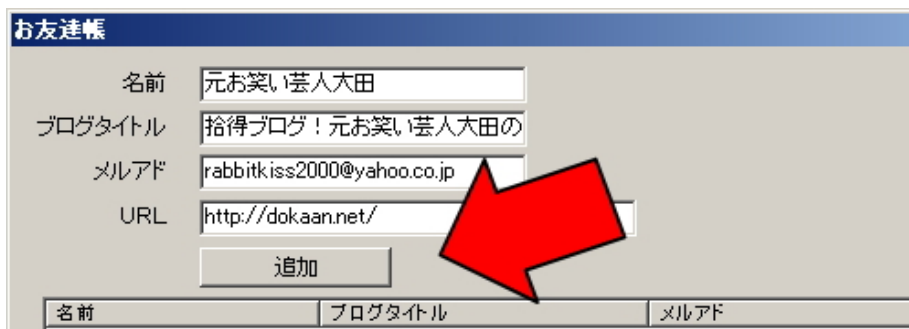 お友達帳
名前 元お笑い芸人大田
ブログタイトル 拾得ブログ！元お笑い芸人大田の
メルアド rabbitkiss2000@yahoo.co.jp
URL http://dokaan.net/
追加
名前 ブログタイトル メルアド